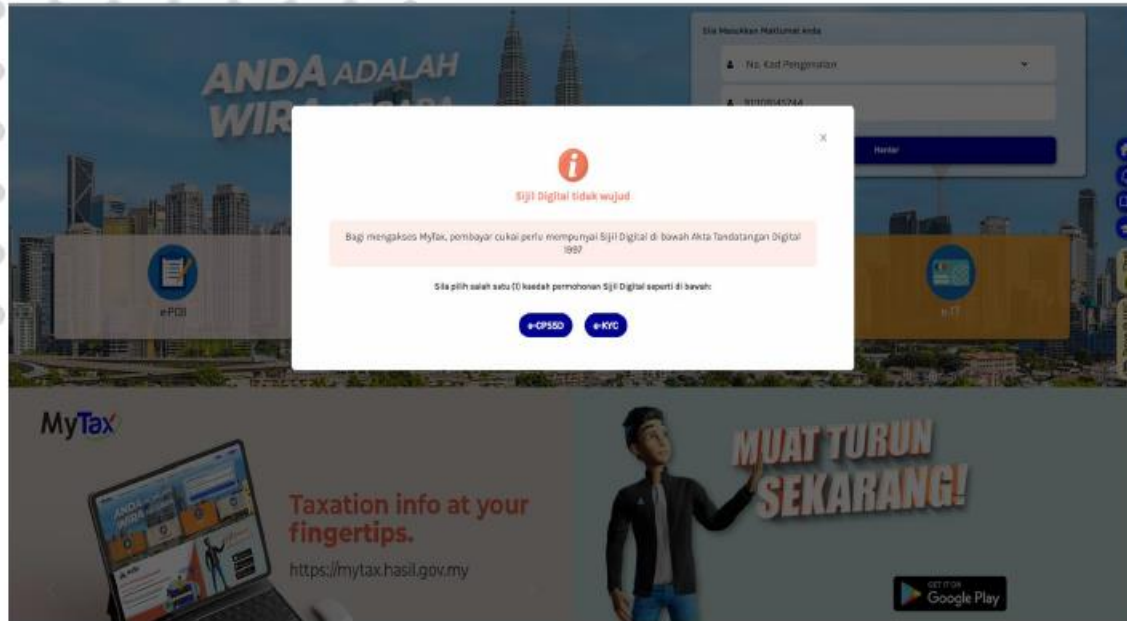 Sila Masukkan Maklumat Anda
ANDA ADALAH
No. Kad Pengenalan
WIRA
x
Hantar
Sijil Digital tidak wujud
Bagi mengakses MyTax, pembayar cukai perlu mempunyai Sijil Digital di bawah Akta Tandatangan Digital
1997
Sila pilih salah satu (1) kaedah permohonan Sijil Digital seperti di bawah:
e-CP55D e-KYC
e-TT
MyTax
MUAT TURUN
SEKARANG!
Taxation info at your
fingertips.
https://mytax.hasil.gov.my
GET IT ON
Google Play